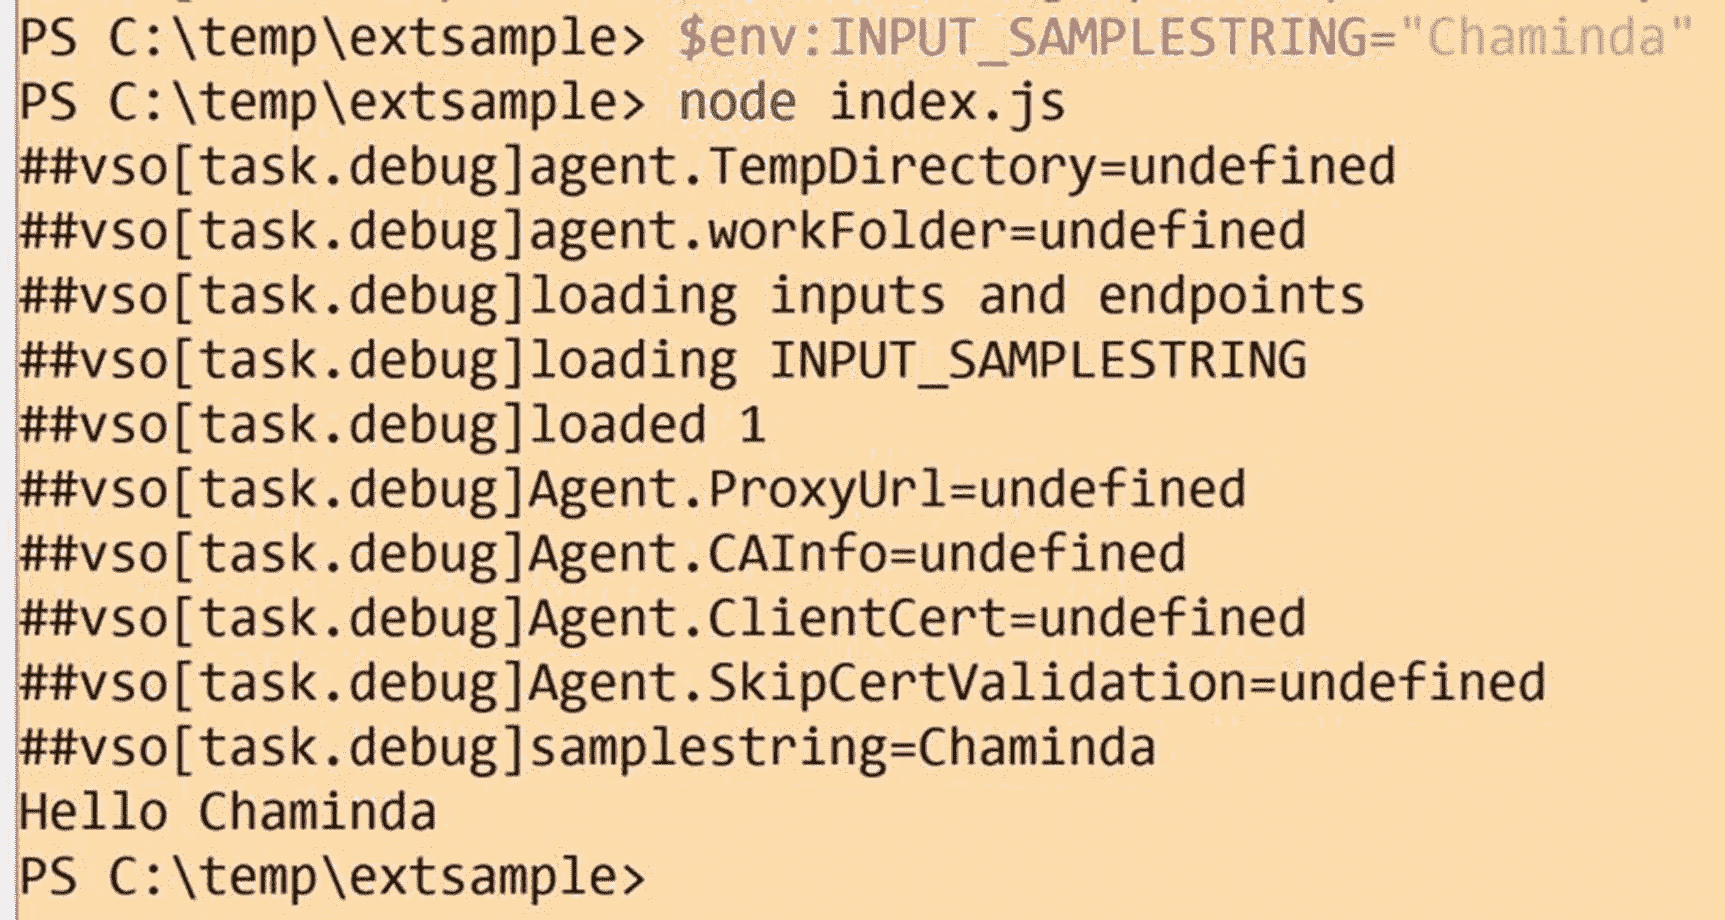 PS C:\temp\extsample> $env:INPUT_SAMPLESTRING="Chaminda"
PS C:\temp\extsample> node index.js
##vso[task.debug]agent.TempDirectory=undefined
##vso[task.debug]agent.workFolder=undefined
##vso[task.debug]loading inputs and endpoints
##vso[task.debug]loading INPUT_SAMPLESTRING
##vso[task.debug]loaded 1
##vso[task.debug]Agent.ProxyUrl=undefined
##vso[task.debug]Agent.CAInfo=undefined
##vso[task.debug]Agent.ClientCert=undefined
##vso[task.debug]Agent.SkipCertValidation=undefined
##vso[task.debug]samplestring=Chaminda
Hello Chaminda
PS C:\temp\extsample>